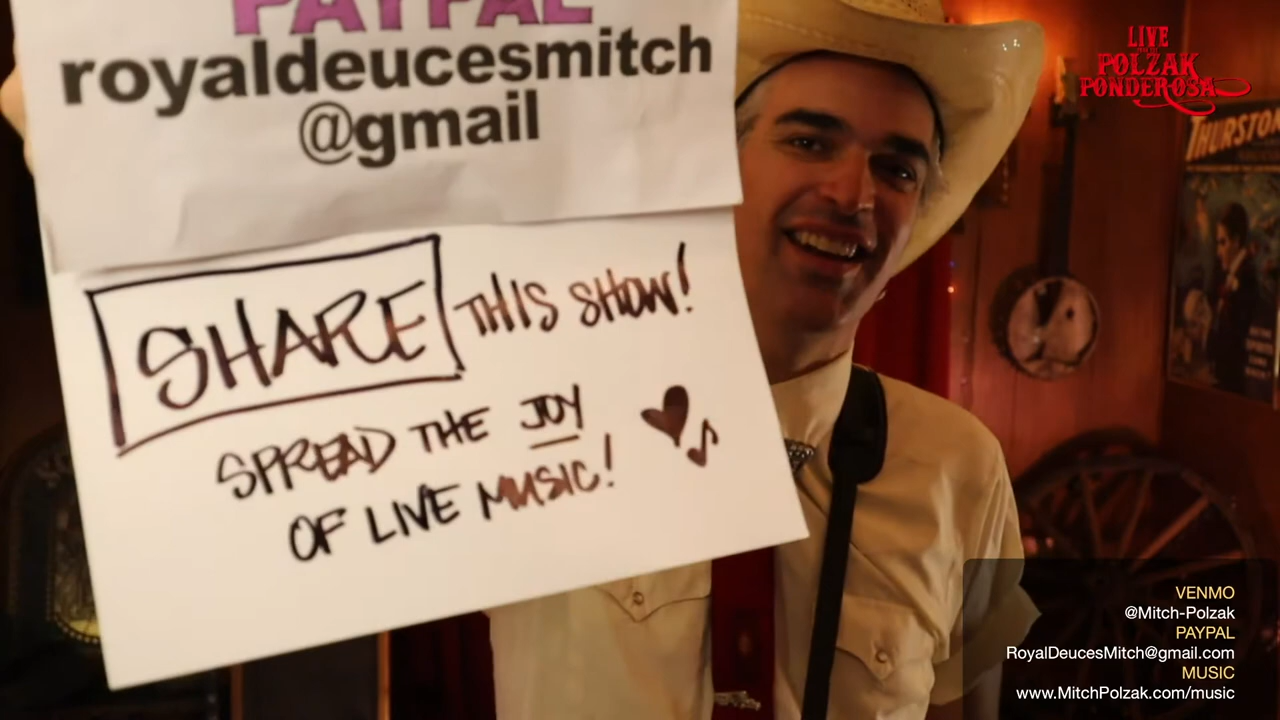 PAYPAL
royaldeucesmitch
@gmail
SHARE THIS SHOW!
SPREAD THE JOY
OF LIVE MUSIC!
LIVE
POLZAK
PONDEROSA
THURSTON
VENMO
@Mitch-Polzak
PAYPAL
RoyalDeucesMitch@gmail.com
MUSIC
www.MitchPolzak.com/music